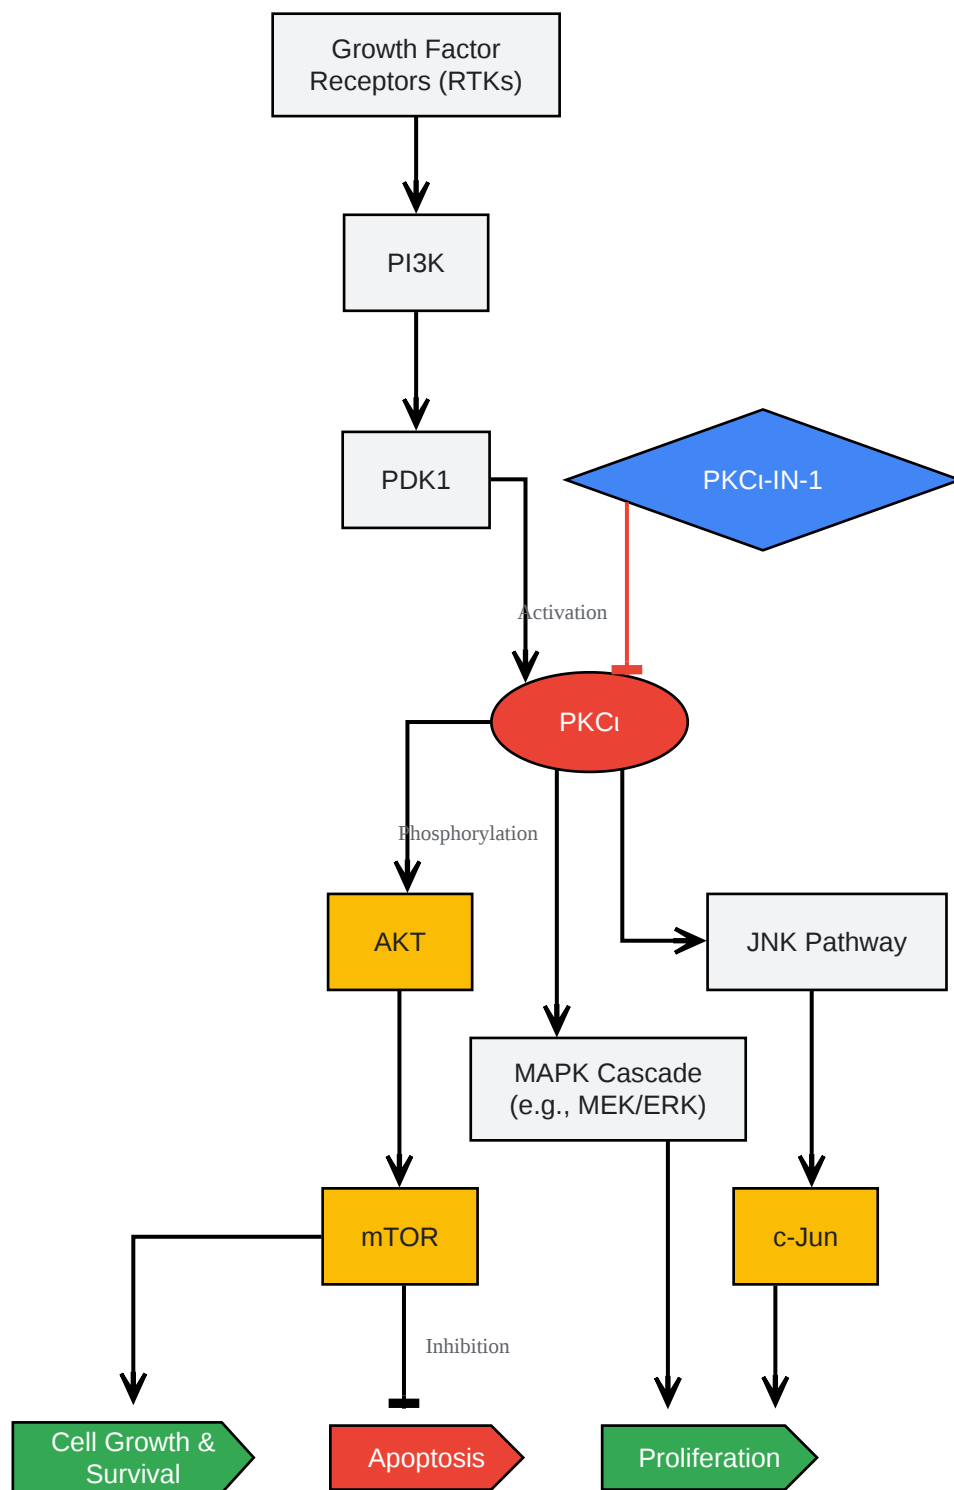 Growth Factor
Receptors (RTKs)
PI3K
PDK1
PKCι-IN-1
Activation
PKCι
Phosphorylation
AKT
JNK Pathway
MAPK Cascade
(e.g., MEK/ERK)
mTOR
c-Jun
Inhibition
Cell Growth &
Survival
Apoptosis
Proliferation